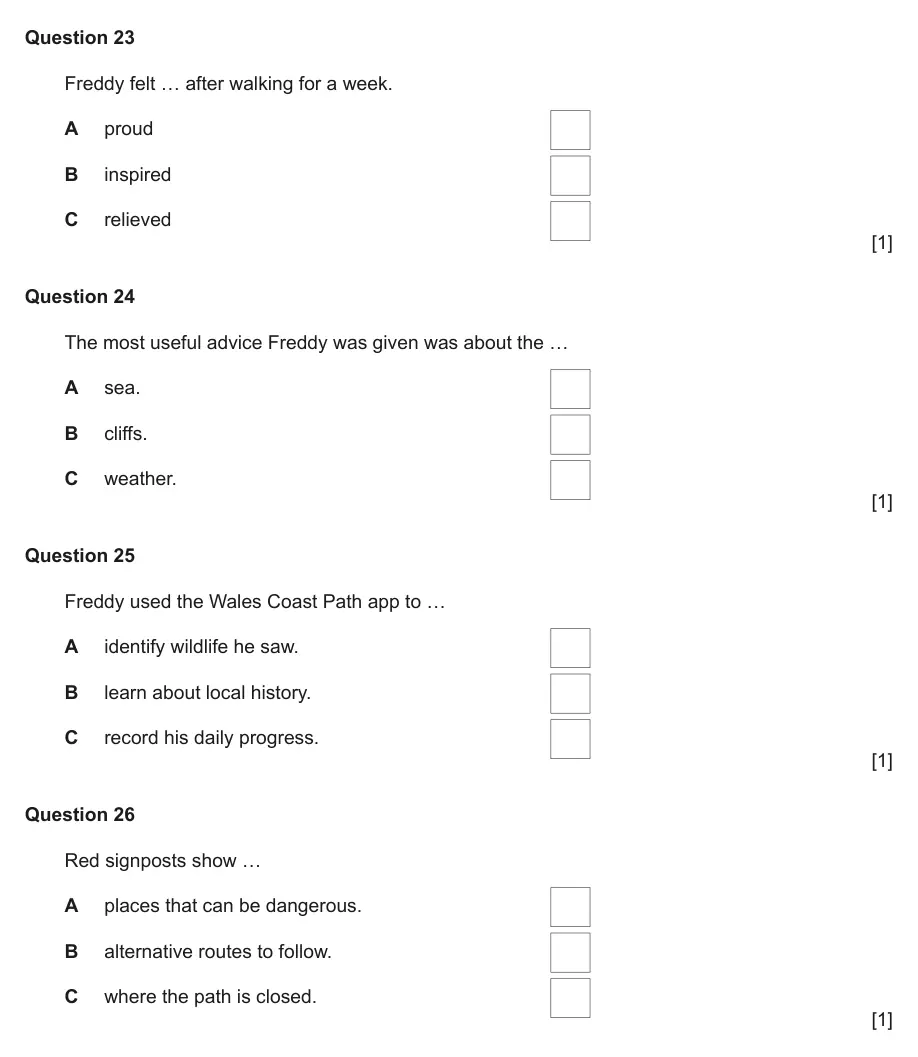 Question 23
Freddy felt … after walking for a week.
A proud
B inspired
C relieved
[1]
Question 24
The most useful advice Freddy was given was about the …
A sea.
B cliffs.
C weather.
[1]
Question 25
Freddy used the Wales Coast Path app to …
A identify wildlife he saw.
B learn about local history.
C record his daily progress.
[1]
Question 26
Red signposts show …
A places that can be dangerous.
B alternative routes to follow.
C where the path is closed.
[1]